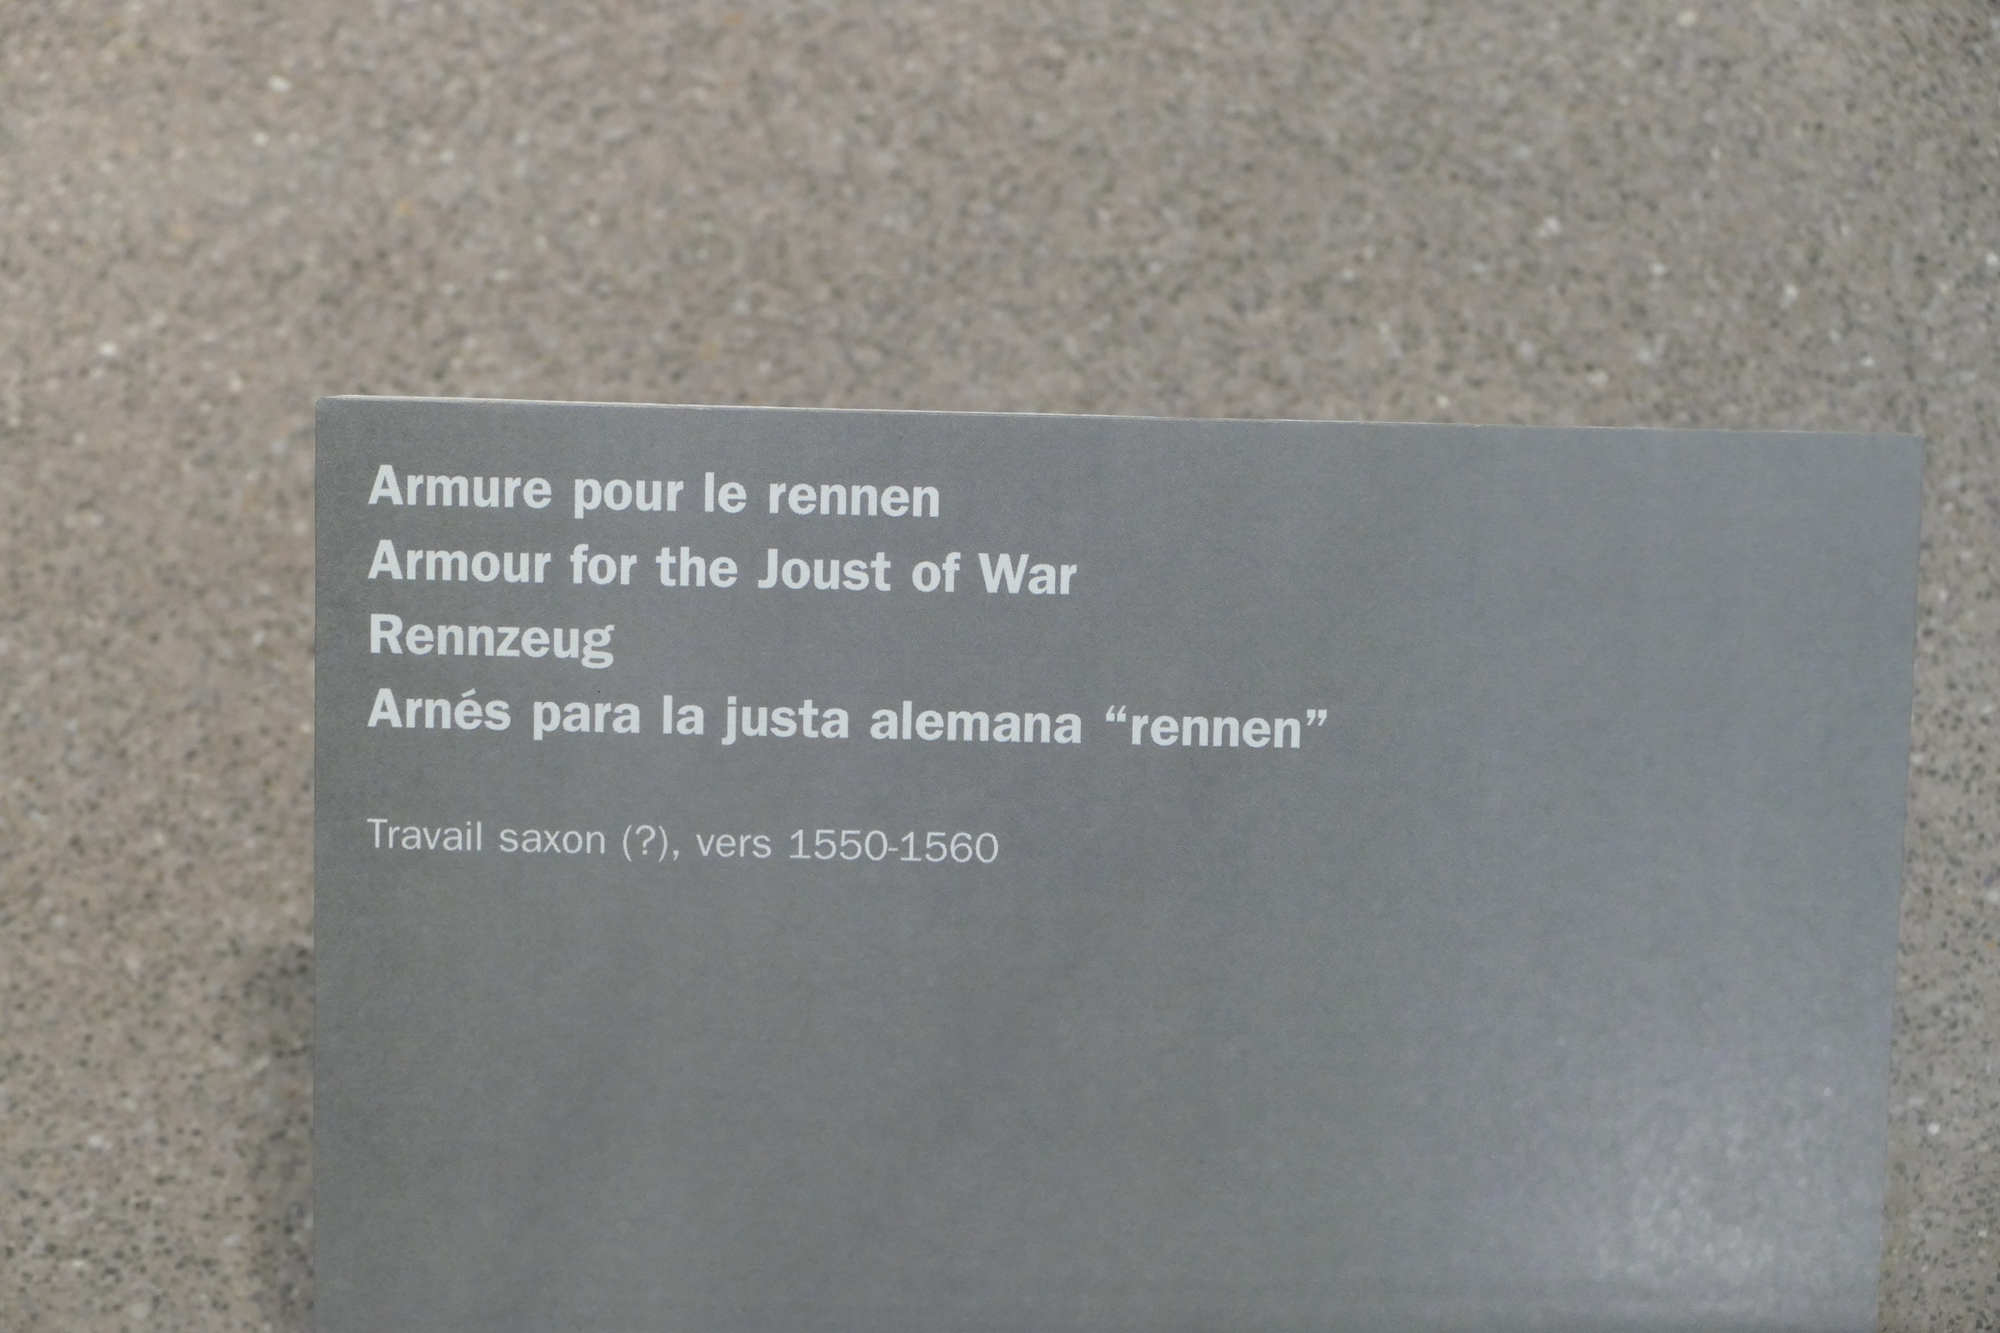 Armure pour le rennen
Armour for the Joust of War
Rennzeug
Arnés para la justa alemana “rennen”
Travail saxon (?), vers 1550-1560